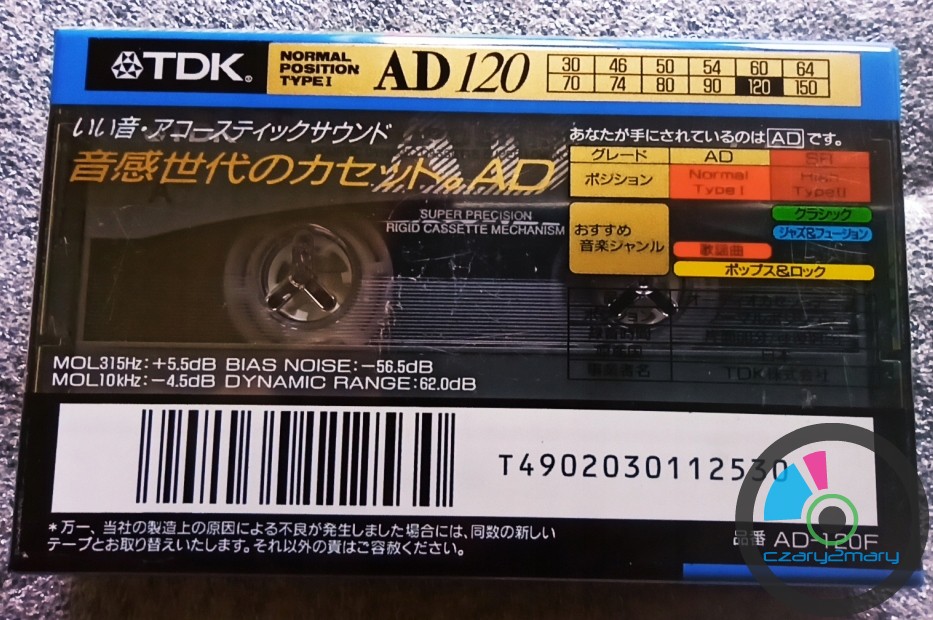 TDK
NORMAL
POSITION
TYPE I
AD 120
30 46 50 54 60 64
70 74 80 90 120 150
いい音・アコースティックサウンド
音感世代のカセット。AD
SUPER PRECISION
RIGID CASSETTE MECHANISM
あなたが手にされているのは AD です。
グレード AD SR
ポジション Normal Type I High Type II
おすすめ
音楽ジャンル
クラシック
ジャズ&フュージョン
歌謡曲
ポップス&ロック
MOL315Hz:+5.5dB BIAS NOISE:−56.5dB
MOL10kHz:−4.5dB DYNAMIC RANGE:62.0dB
日本
TDK株式会社
T4902030112530
*万一、当社の製造上の原因による不良が発生しました場合には、同数の新しい
テープとお取り替えいたします。それ以外の責はご容赦ください。
品番 AD-120F
czary2mary